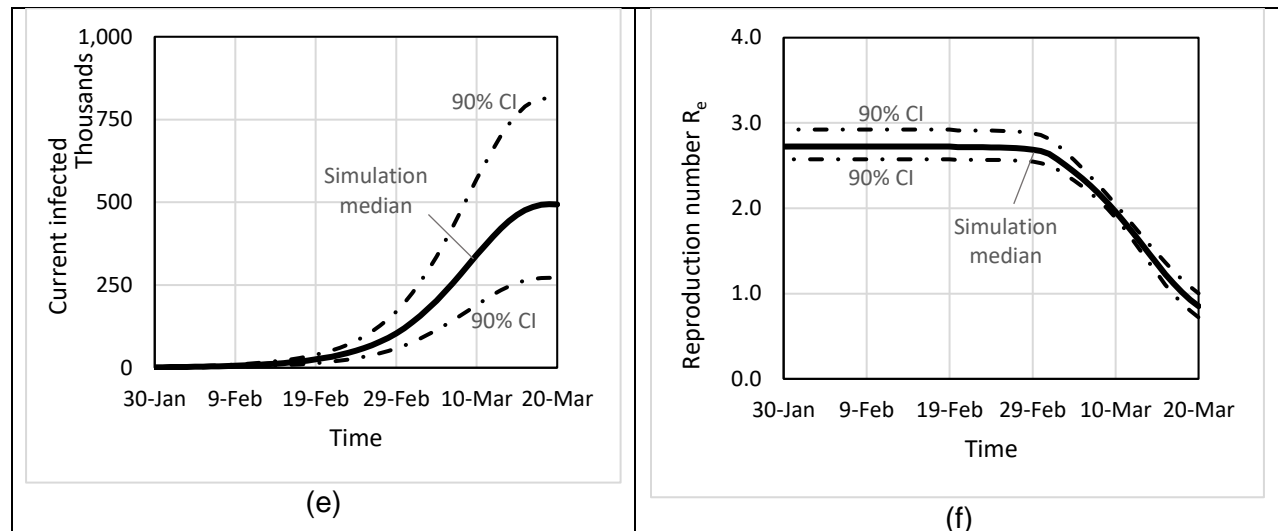 Current infected
Thousands
1,000
750
500
250
0
90% CI
Simulation
median
90% CI
30-Jan 9-Feb 19-Feb 29-Feb 10-Mar 20-Mar
Time
(e)
Reproduction number Re
4.0
3.0
2.0
1.0
0.0
90% CI
90% CI
Simulation
median
30-Jan 9-Feb 19-Feb 29-Feb 10-Mar 20-Mar
Time
(f)